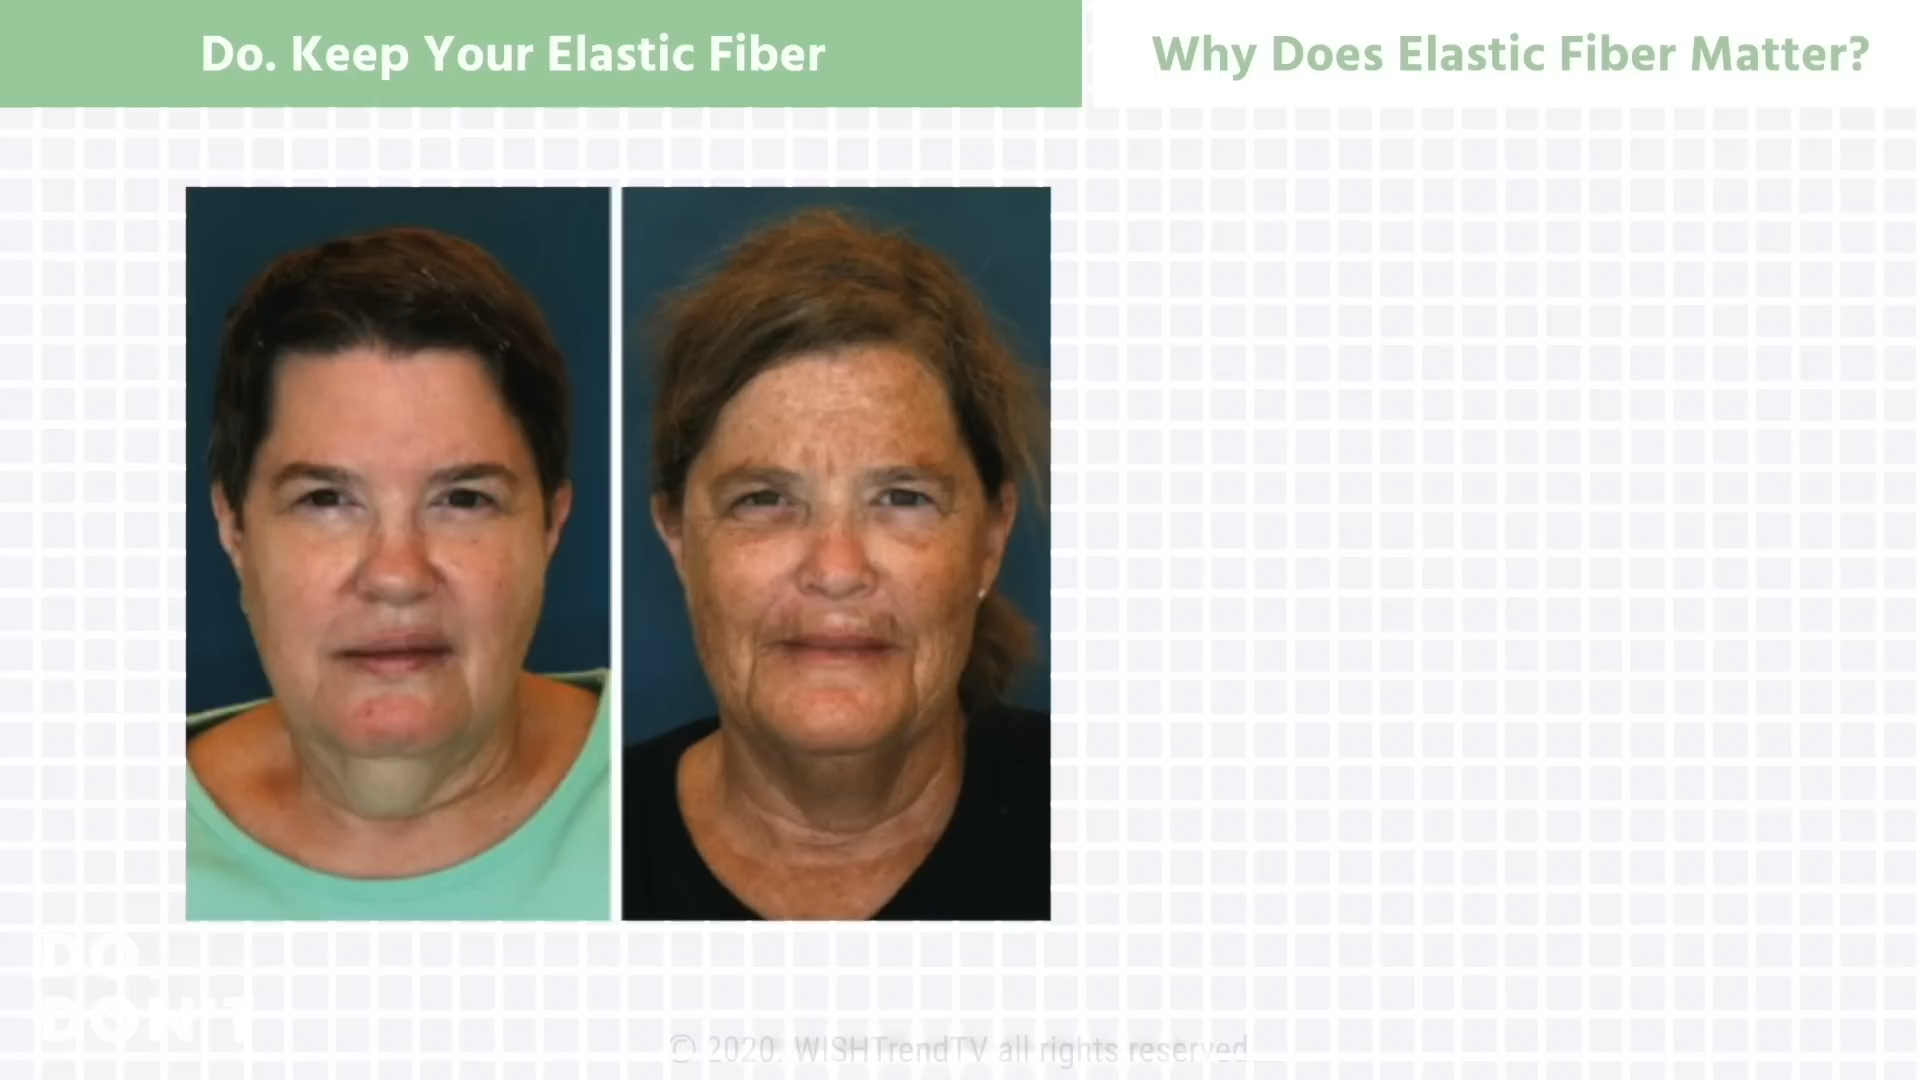 Do. Keep Your Elastic Fiber
Why Does Elastic Fiber Matter?
DO.
DON'T
© 2020. WISHTrendTV all rights reserved.